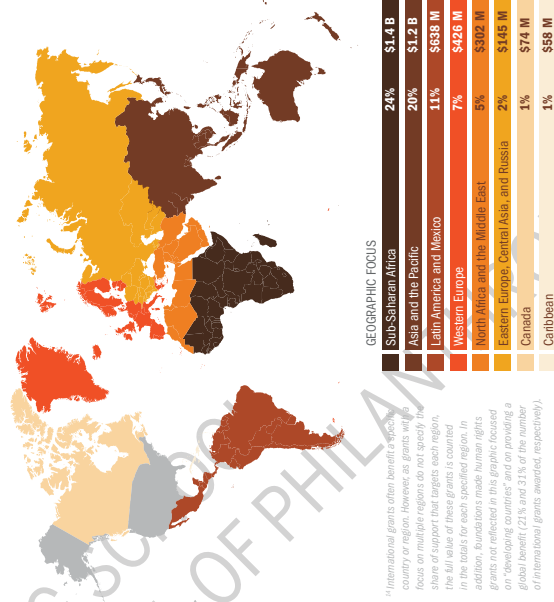 GEOGRAPHIC FOCUS
Sub-Saharan Africa 24% $1.4 B
Asia and the Pacific 20% $1.2 B
Latin America and Mexico 11% $638 M
Western Europe 7% $426 M
North Africa and the Middle East 5% $302 M
Eastern Europe, Central Asia, and Russia 2% $145 M
Canada 1% $74 M
Caribbean 1% $58 M
International grants often benefit a specific
country or region. However, as grants with a
focus on multiple regions do not specify the
share of support that targets each region,
the full value of these grants is counted
in the totals for each specified region. In
addition, foundations made human rights
grants not reflected in this graphic focused
on "developing countries" and on providing a
global benefit (21% and 31% of the number
of international grants awarded, respectively).
OF PHILAN